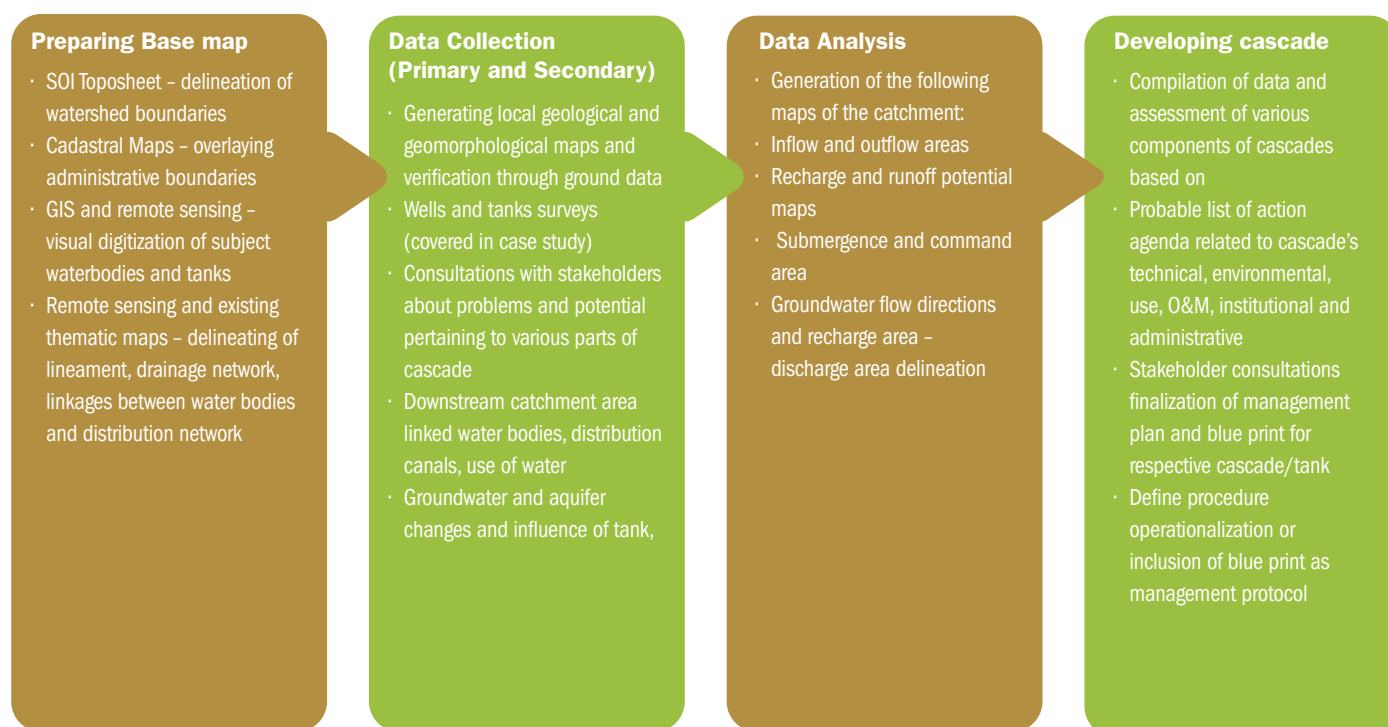 Preparing Base map
· SOI Toposheet – delineation of
watershed boundaries
· Cadastral Maps – overlaying
administrative boundaries
· GIS and remote sensing –
visual digitization of subject
waterbodies and tanks
· Remote sensing and existing
thematic maps – delineating of
lineament, drainage network,
linkages between water bodies
and distribution network
Data Collection
(Primary and Secondary)
· Generating local geological and
geomorphological maps and
verification through ground data
· Wells and tanks surveys
(covered in case study)
· Consultations with stakeholders
about problems and potential
pertaining to various parts of
cascade
· Downstream catchment area
linked water bodies, distribution
canals, use of water
· Groundwater and aquifer
changes and influence of tank,
Data Analysis
· Generation of the following
maps of the catchment:
· Inflow and outflow areas
· Recharge and runoff potential
maps
· Submergence and command
area
· Groundwater flow directions
and recharge area –
discharge area delineation
Developing cascade
· Compilation of data and
assessment of various
components of cascades
based on
· Probable list of action
agenda related to cascade's
technical, environmental,
use, O&M, institutional and
administrative
· Stakeholder consultations
finalization of management
plan and blue print for
respective cascade/tank
· Define procedure
operationalization or
inclusion of blue print as
management protocol